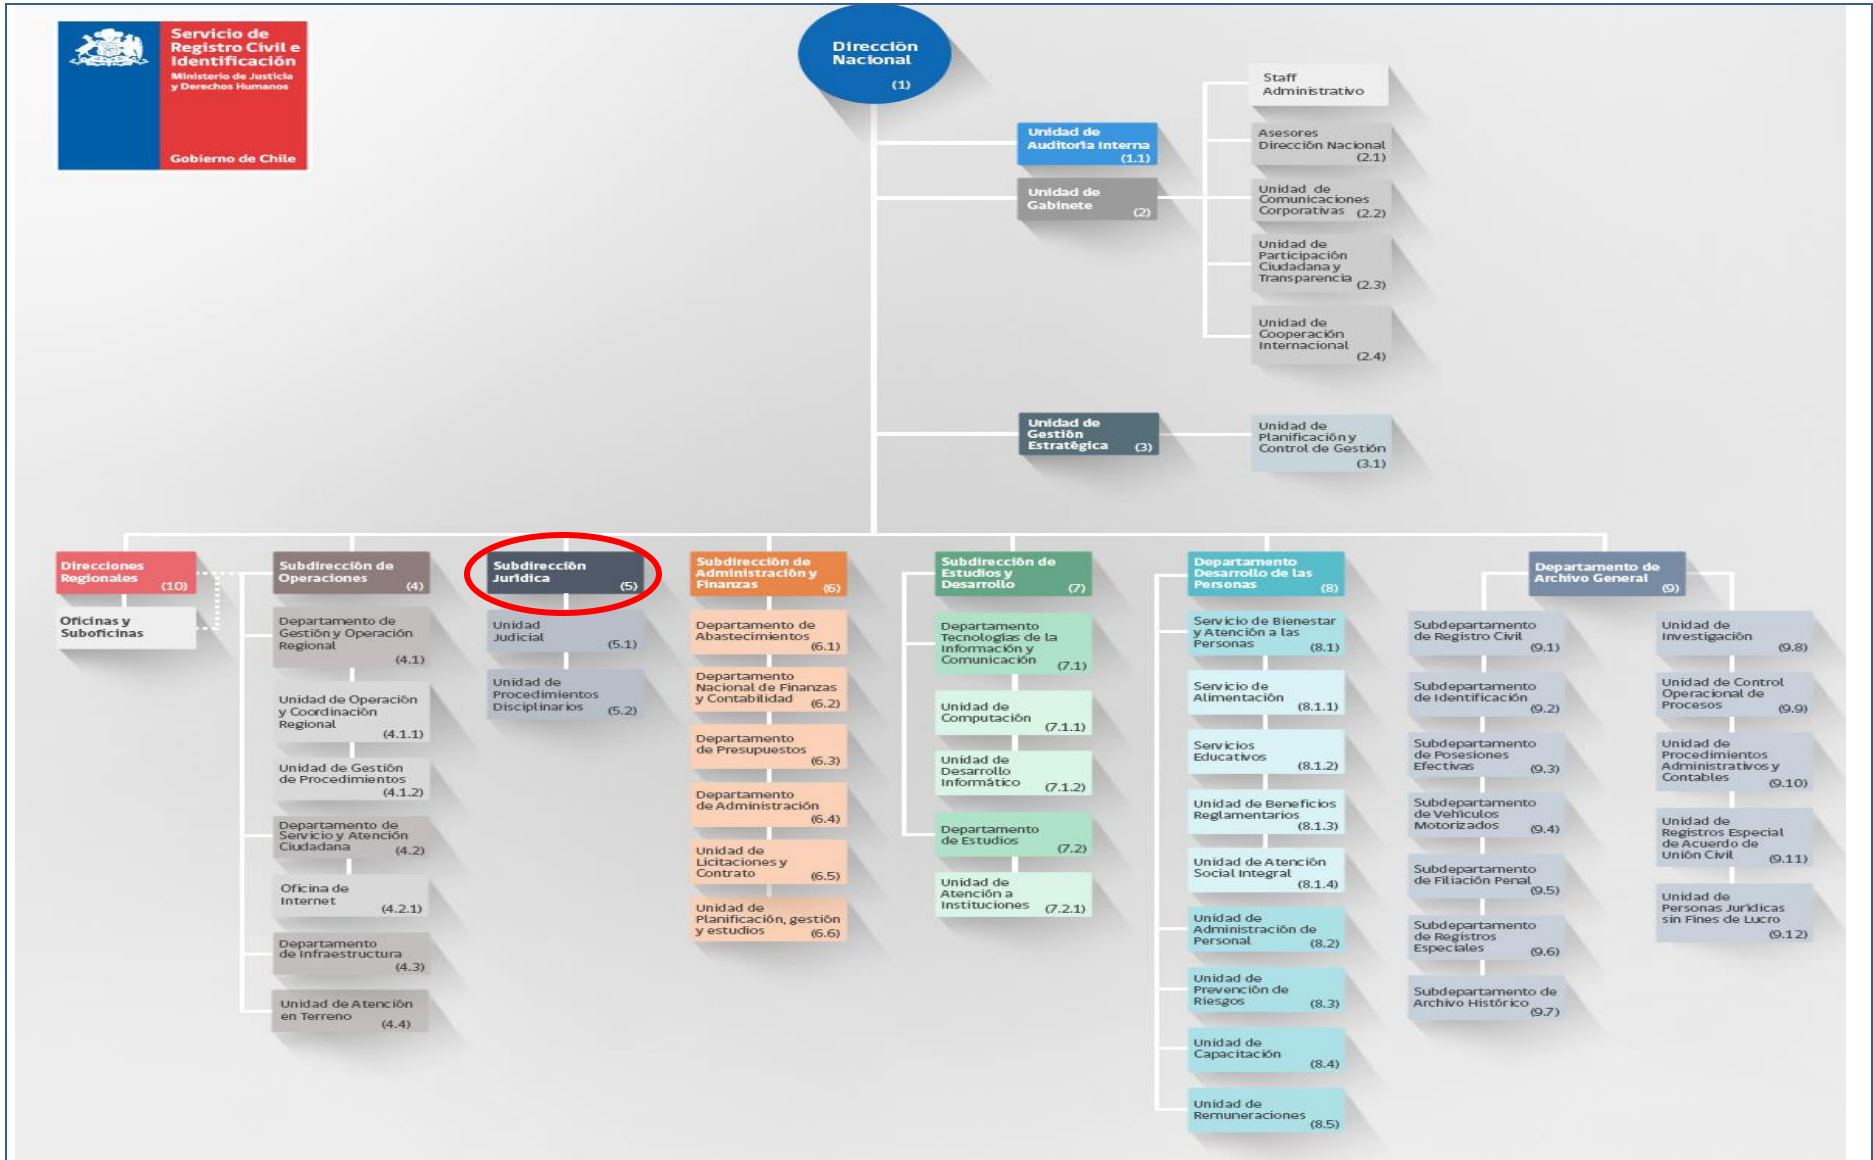 Servicio de
Registro Civil e
Identificación
Ministerio de Justicia
y Derechos Humanos
Gobierno de Chile
Dirección
Nacional
(1)
Staff
Administrativo
Unidad de
Auditoría Interna
(1.1)
Asesores
Dirección Nacional
(2.1)
Unidad de
Gabinete (2)
Unidad de
Comunicaciones
Corporativas (2.2)
Unidad de
Participación
Ciudadana y
Transparencia (2.3)
Unidad de
Cooperación
Internacional
(2.4)
Unidad de
Gestión
Estratégica (3)
Unidad de
Planificación y
Control de Gestión
(3.1)
Direcciones
Regionales (10)
Oficinas y
Suboficinas
Subdirección de
Operaciones (4)
Departamento de
Gestión y Operación
Regional
(4.1)
Unidad de Operación
y Coordinación
Regional
(4.1.1)
Unidad de Gestión
de Procedimientos
(4.1.2)
Departamento de
Servicio y Atención
Ciudadana (4.2)
Oficina de
Internet (4.2.1)
Departamento
de Infraestructura
(4.3)
Unidad de Atención
en Terreno
(4.4)
Subdirección
Jurídica (5)
Unidad
Judicial (5.1)
Unidad de
Procedimientos
Disciplinarios (5.2)
Subdirección de
Administración y
Finanzas (6)
Departamento de
Abastecimientos
(6.1)
Departamento
Nacional de Finanzas
y Contabilidad (6.2)
Departamento
de Presupuestos
(6.3)
Departamento
de Administración
(6.4)
Unidad de
Licitaciones y
Contrato (6.5)
Unidad de
Planificación, gestión
y estudios (6.6)
Subdirección de
Estudios y
Desarrollo (7)
Departamento
Tecnologías de la
Información y
Comunicación (7.1)
Unidad de
Computación
(7.1.1)
Unidad de
Desarrollo
Informático (7.1.2)
Departamento
de Estudios (7.2)
Unidad de
Atención a
Instituciones (7.2.1)
Departamento
Desarrollo de las
Personas (8)
Servicio de Bienestar
y Atención a las
Personas (8.1)
Servicio de
Alimentación
(8.1.1)
Servicios
Educativos
(8.1.2)
Unidad de Beneficios
Reglamentarios
(8.1.3)
Unidad de Atención
Social Integral
(8.1.4)
Unidad de
Administración de
Personal (8.2)
Unidad de
Prevención de
Riesgos (8.3)
Unidad de
Capacitación
(8.4)
Unidad de
Remuneraciones
(8.5)
Departamento de
Archivo General
(9)
Subdepartamento
de Registro Civil
(9.1)
Subdepartamento
de Identificación
(9.2)
Subdepartamento
de Posesiones
Efectivas (9.3)
Subdepartamento
de Vehículos
Motorizados (9.4)
Subdepartamento
de Filiación Penal
(9.5)
Subdepartamento
de Registros
Especiales (9.6)
Subdepartamento de
Archivo Histórico
(9.7)
Unidad de
Investigación
(9.8)
Unidad de Control
Operacional de
Procesos (9.9)
Unidad de
Procedimientos
Administrativos y
Contables (9.10)
Unidad de
Registros Especial
de Acuerdo de
Unión Civil (9.11)
Unidad de
Personas Jurídicas
sin Fines de Lucro
(9.12)